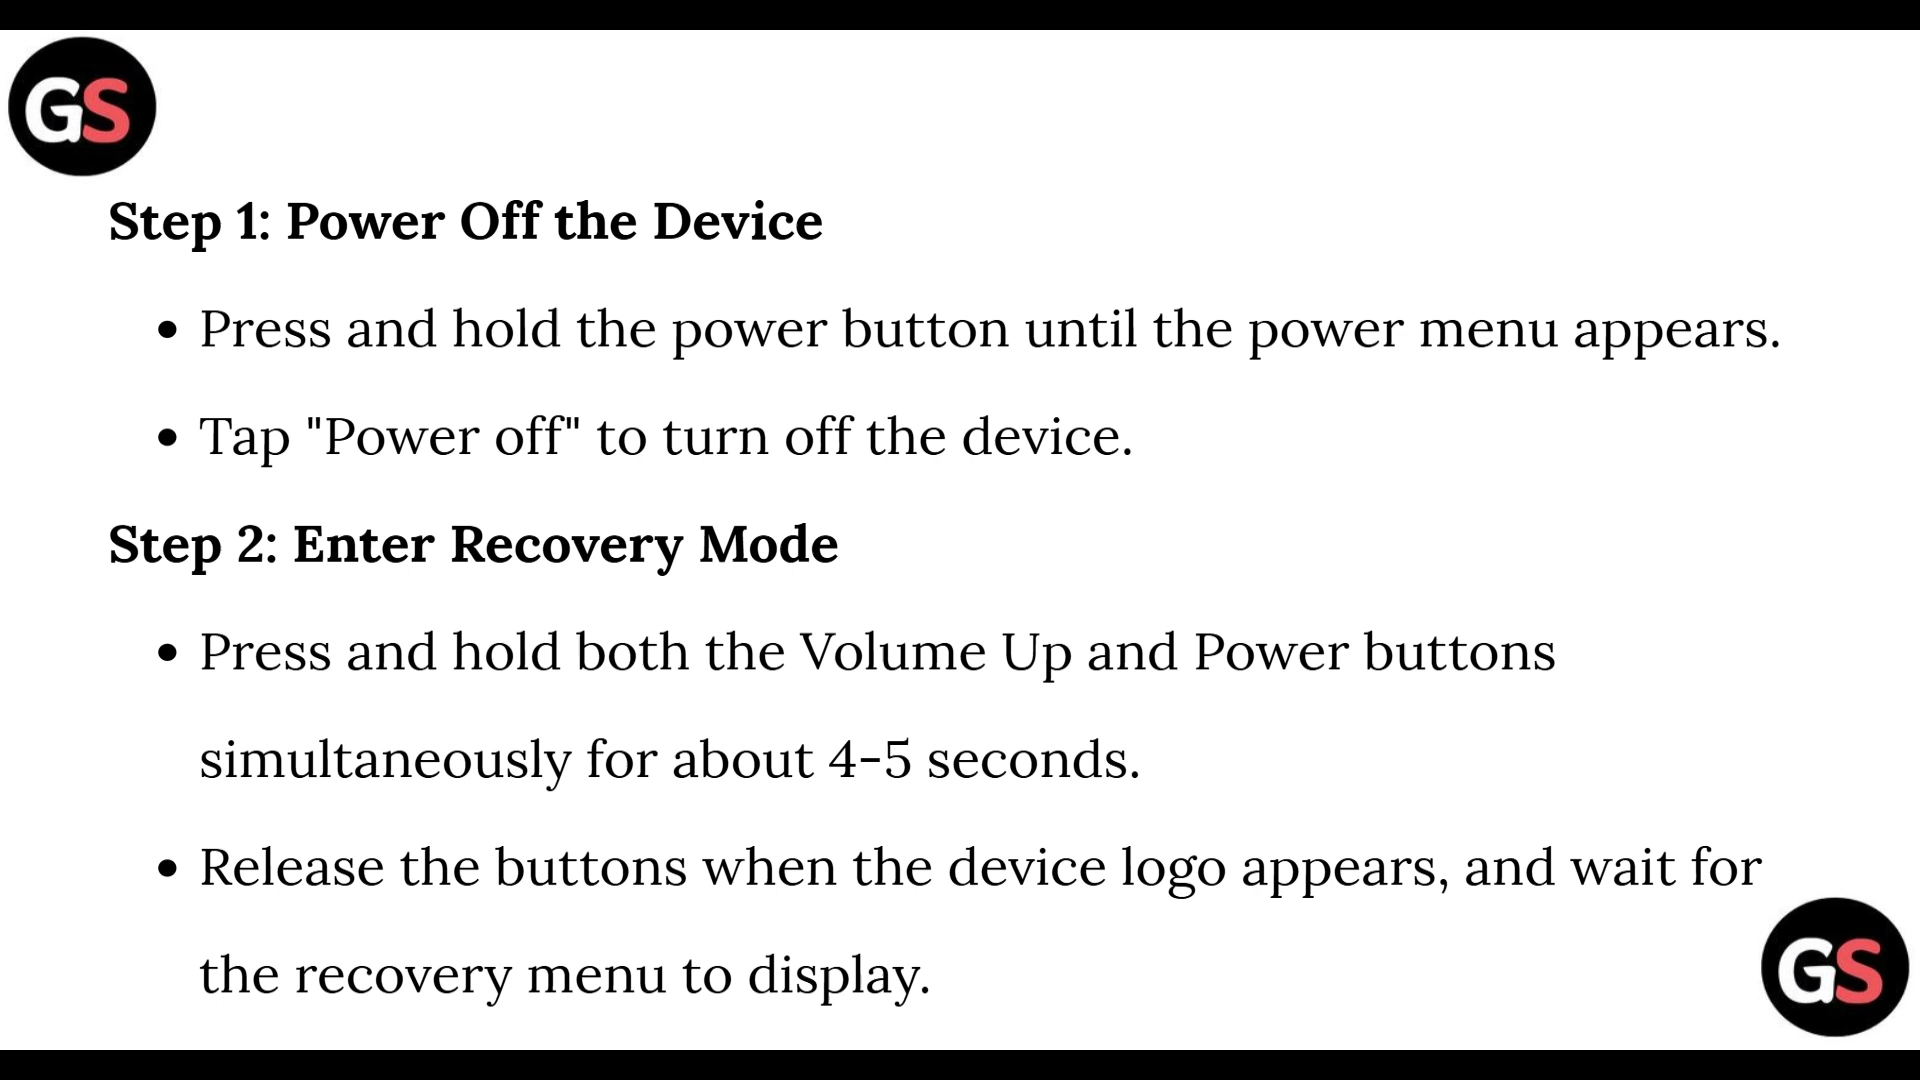 GS
Step 1: Power Off the Device
• Press and hold the power button until the power menu appears.
• Tap "Power off" to turn off the device.
Step 2: Enter Recovery Mode
• Press and hold both the Volume Up and Power buttons
simultaneously for about 4-5 seconds.
• Release the buttons when the device logo appears, and wait for
the recovery menu to display.
GS